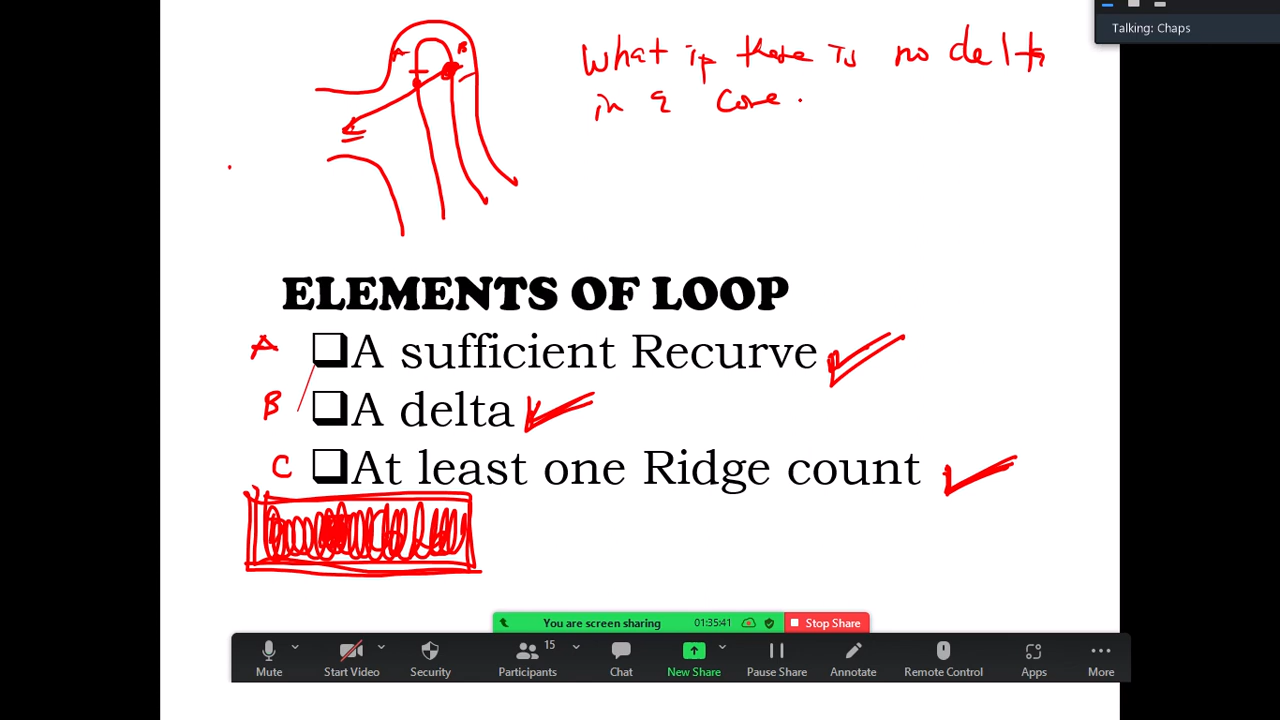 Talking: Chaps
A B
What if there is no delta
in a core.
ELEMENTS OF LOOP
A ❑A sufficient Recurve
B ❑A delta
C ❑At least one Ridge count
You are screen sharing 01:35:41 Stop Share
15
Mute Start Video Security Participants Chat New Share Pause Share Annotate Remote Control Apps More